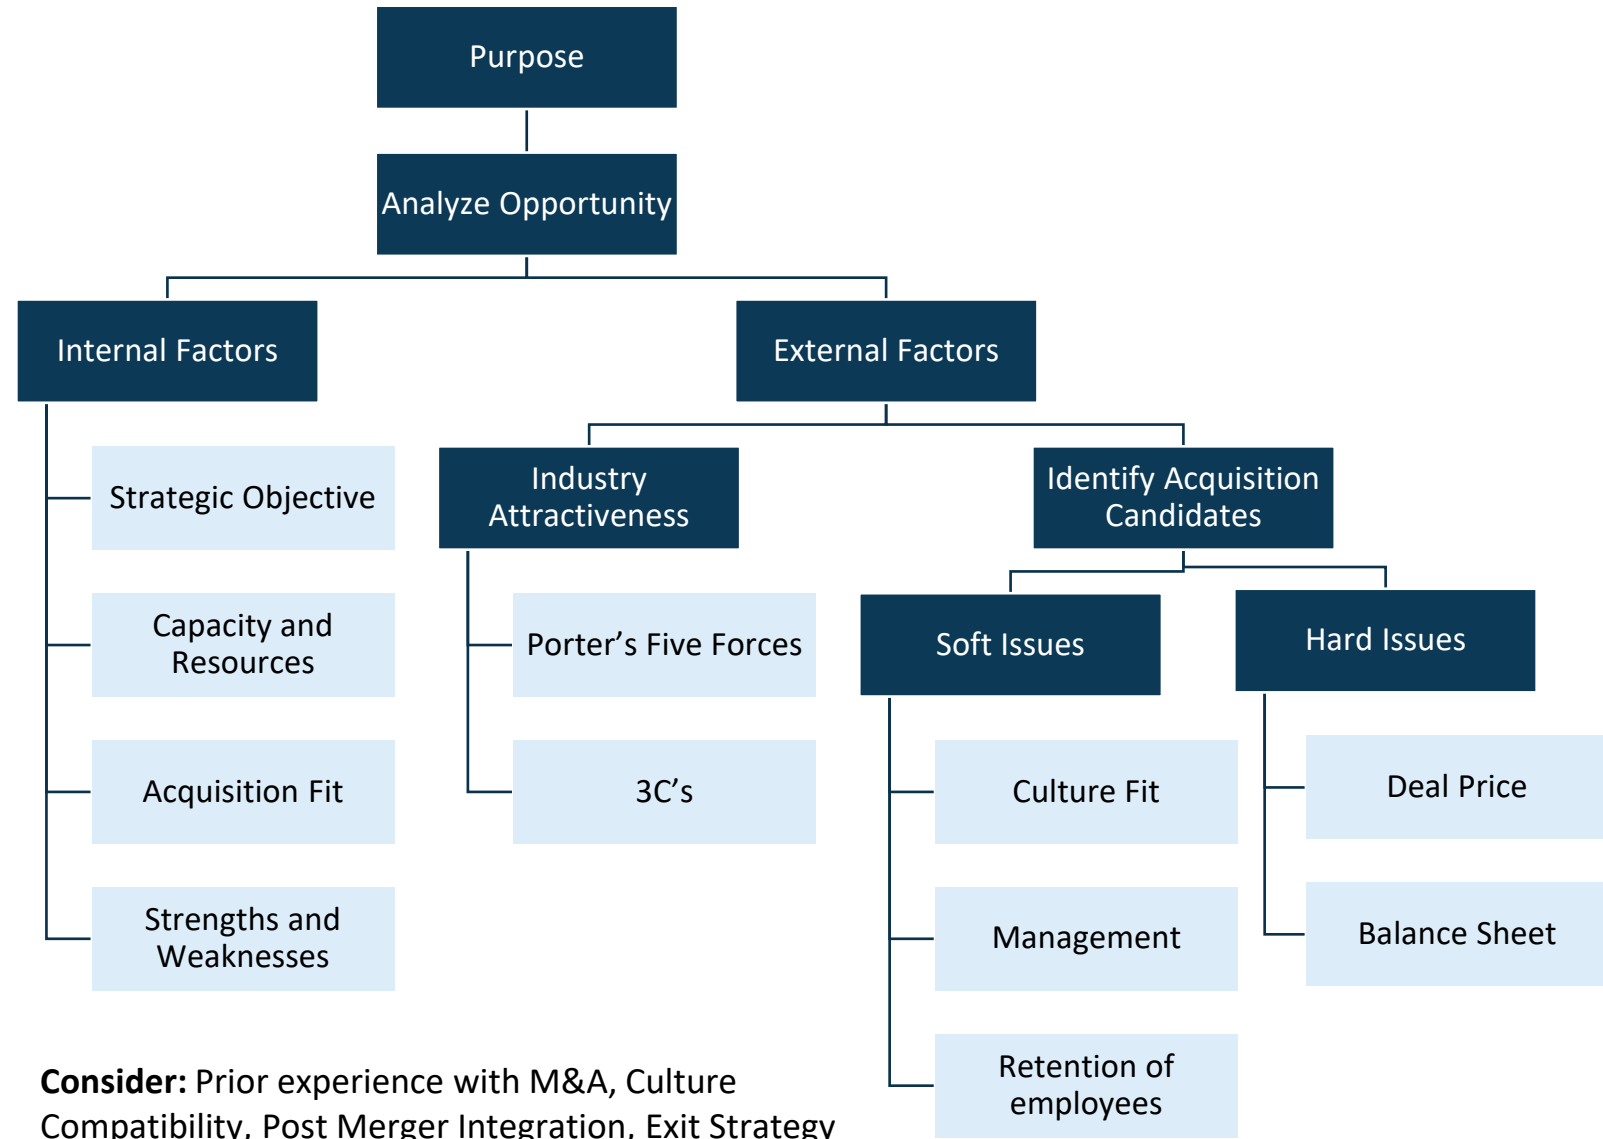 Purpose
Analyze Opportunity
Internal Factors
External Factors
Strategic Objective
Capacity and
Resources
Acquisition Fit
Strengths and
Weaknesses
Industry
Attractiveness
Porter’s Five Forces
3C’s
Identify Acquisition
Candidates
Soft Issues
Culture Fit
Management
Retention of
employees
Hard Issues
Deal Price
Balance Sheet
Consider: Prior experience with M&A, Culture
Compatibility, Post Merger Integration, Exit Strategy